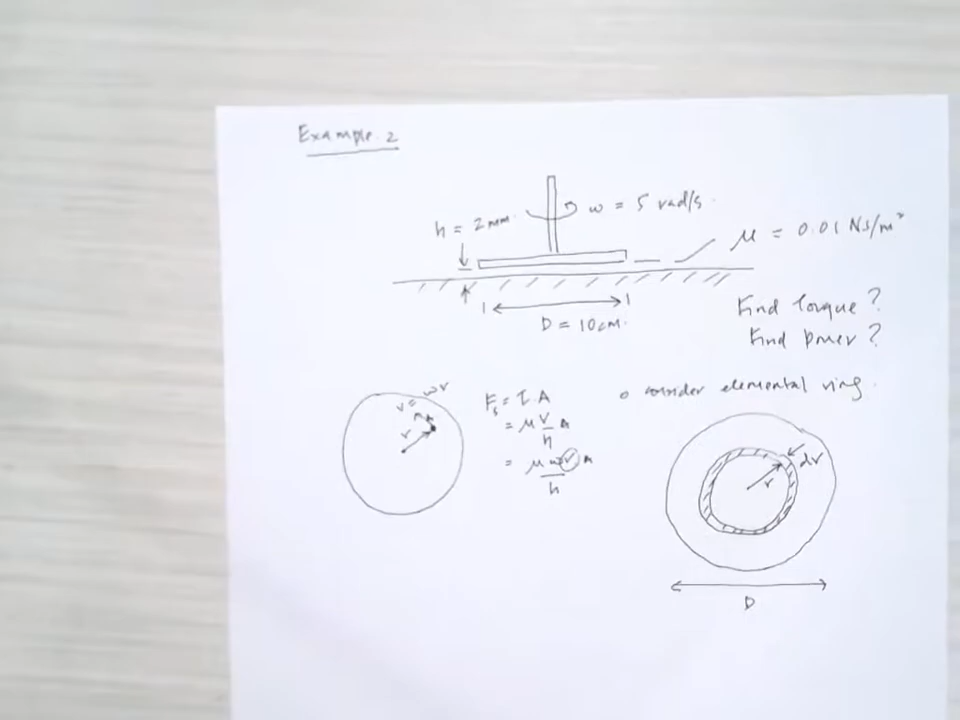 Example 2
ω = 5 rad/s.
h = 2mm.
μ = 0.01 NS/m²
D = 10cm.
Find Torque?
Find power?
v = ωr
r
Fs = τ.A
= μ V/h A
= μωr/h A
o consider elemental ring.
dr
r
D